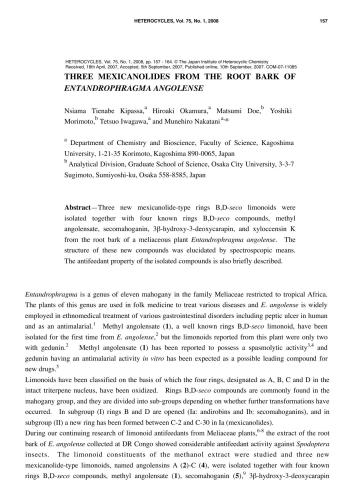 HETEROCYCLES, Vol. 75, No. 1, 2008
157
HETEROCYCLES, Vol. 75, No. 1, 2008, pp. 157 - 164. © The Japan Institute of Heterocyclic Chemistry
Received, 18th April, 2007, Accepted, 5th September, 2007, Published online, 10th September, 2007. COM-07-11085
THREE MEXICANOLIDES FROM THE ROOT BARK OF
ENTANDROPHRAGMA ANGOLENSE
Nsiama Tienabe Kipassa,a Hiroaki Okamura,a Matsumi Doe,b Yoshiki
Morimoto,b Tetsuo Iwagawa,a and Munehiro Nakatania*
a Department of Chemistry and Bioscience, Faculty of Science, Kagoshima
University, 1-21-35 Korimoto, Kagoshima 890-0065, Japan
b Analytical Division, Graduate School of Science, Osaka City University, 3-3-7
Sugimoto, Sumiyoshi-ku, Osaka 558-8585, Japan
Abstract—Three new mexicanolide-type rings B,D-seco limonoids were
isolated together with four known rings B,D-seco compounds, methyl
angolensate, secomahoganin, 3β-hydroxy-3-deoxycarapin, and xyloccensin K
from the root bark of a meliaceous plant Entandrophragma angolense. The
structure of these new compounds was elucidated by spectroscopic means.
The antifeedant property of the isolated compounds is also briefly described.
Entandrophragma is a genus of eleven mahogany in the family Meliaceae restricted to tropical Africa.
The plants of this genus are used in folk medicine to treat various diseases and E. angolense is widely
employed in ethnomedical treatment of various gastrointestinal disorders including peptic ulcer in human
and as an antimalarial.1 Methyl angolensate (1), a well known rings B,D-seco limonoid, have been
isolated for the first time from E. angolense,2 but the limonoids reported from this plant were only two
with gedunin.2 Methyl angolensate (1) has been reported to possess a spasmolytic activity3,4 and
gedunin having an antimalarial activity in vitro has been expected as a possible leading compound for
new drugs.5
Limonoids have been classified on the basis of which the four rings, designated as A, B, C and D in the
intact triterpene nucleus, have been oxidized. Rings B,D-seco compounds are commonly found in the
mahogany group, and they are divided into sub-groups depending on whether further transformations have
occurred. In subgroup (I) rings B and D are opened (Ia: andirobins and Ib: secomahoganins), and in
subgroup (II) a new ring has been formed between C-2 and C-30 in Ia (mexicanolides).
During our continuing research of limonoid antifeedants from Meliaceae plants,6-8 the extract of the root
bark of E. angolense collected at DR Congo showed considerable antifeedant activity against Spodoptera
insects. The limonoid constituents of the methanol extract were studied and three new
mexicanolide-type limonoids, named angolensins A (2)-C (4), were isolated together with four known
rings B,D-seco compounds, methyl angolensate (1), secomahoganin (5),9 3β-hydroxy-3-deoxycarapin